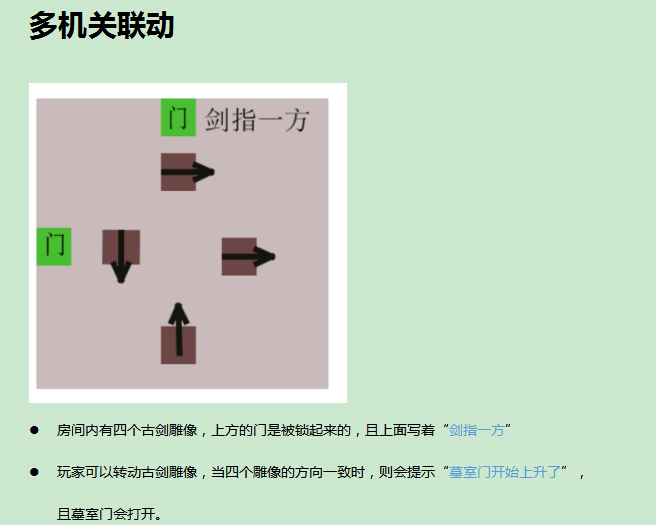 多机关联动
门 剑指一方
门
房间内有四个古剑雕像，上方的门是被锁起来的，且上面写着“剑指一方”
玩家可以转动古剑雕像，当四个雕像的方向一致时，则会提示“墓室门开始上升了”，
且墓室门会打开。